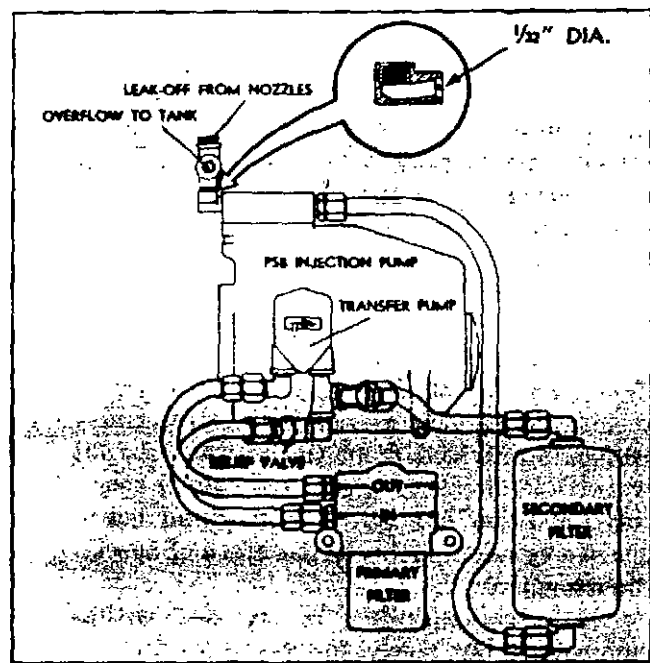 1/32" DIA.
LEAK-OFF FROM NOZZLES
OVERFLOW TO TANK
PSB INJECTION PUMP
TRANSFER PUMP
RELIEF VALVE
OUT
IN
SECONDARY
FILTER
PRIMARY
FILTER